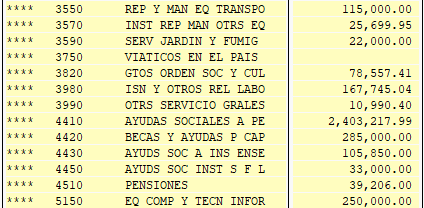 **** 3550 REP Y MAN EQ TRANSPO 115,000.00
**** 3570 INST REP MAN OTRS EQ 25,699.95
**** 3590 SERV JARDIN Y FUMIG 22,000.00
**** 3750 VIATICOS EN EL PAIS
**** 3820 GTOS ORDEN SOC Y CUL 78,557.41
**** 3980 ISN Y OTROS REL LABO 167,745.04
**** 3990 OTRS SERVICIO GRALES 10,990.40
**** 4410 AYUDAS SOCIALES A PE 2,403,217.99
**** 4420 BECAS Y AYUDAS P CAP 285,000.00
**** 4430 AYUDS SOC A INS ENSE 105,850.00
**** 4450 AYUDS SOC INST S F L 33,000.00
**** 4510 PENSIONES 39,206.00
**** 5150 EQ COMP Y TECN INFOR 250,000.00